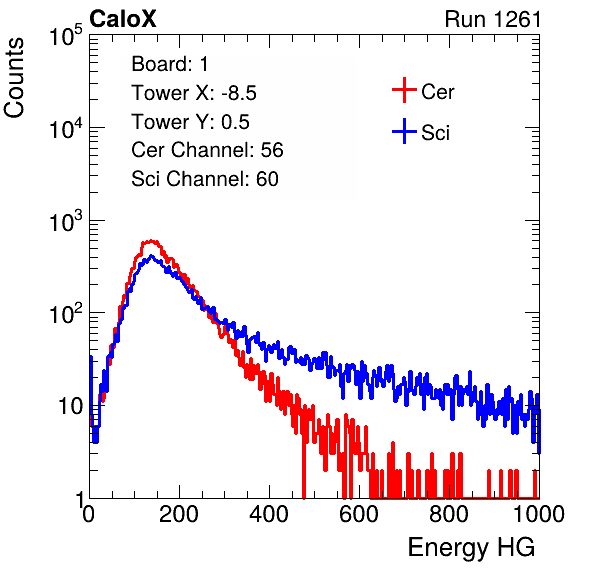 CaloX Run 1261
Counts
Board: 1
Tower X: -8.5
Tower Y: 0.5
Cer Channel: 56
Sci Channel: 60
Cer
Sci
10^5
10^4
10^3
10^2
10
1
0 200 400 600 800 1000
Energy HG